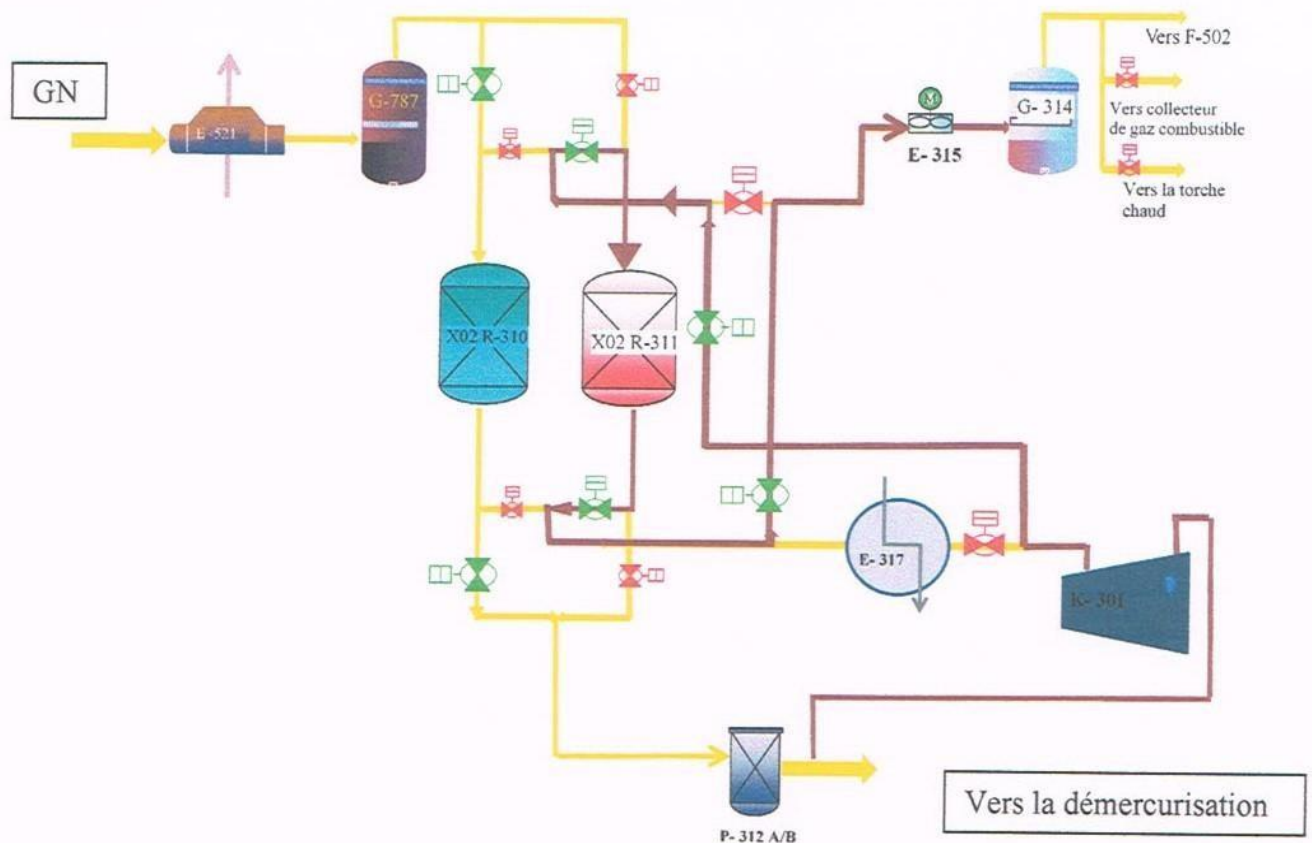 GN
E-521
G-787
Vers F-502
G- 314
Vers collecteur
de gaz combustible
M
E- 315
Vers la torche
chaud
X02 R-310
X02 R-311
E- 317
K- 301
Vers la démercurisation
P- 312 A/B